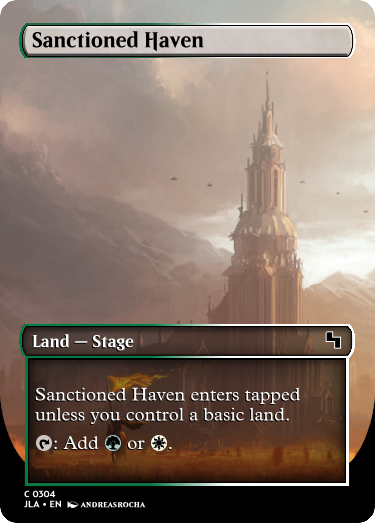 Sanctioned Haven
Land — Stage
Sanctioned Haven enters tapped
unless you control a basic land.
: Add or .
C 0304
JLA • EN ANDREASROCHA